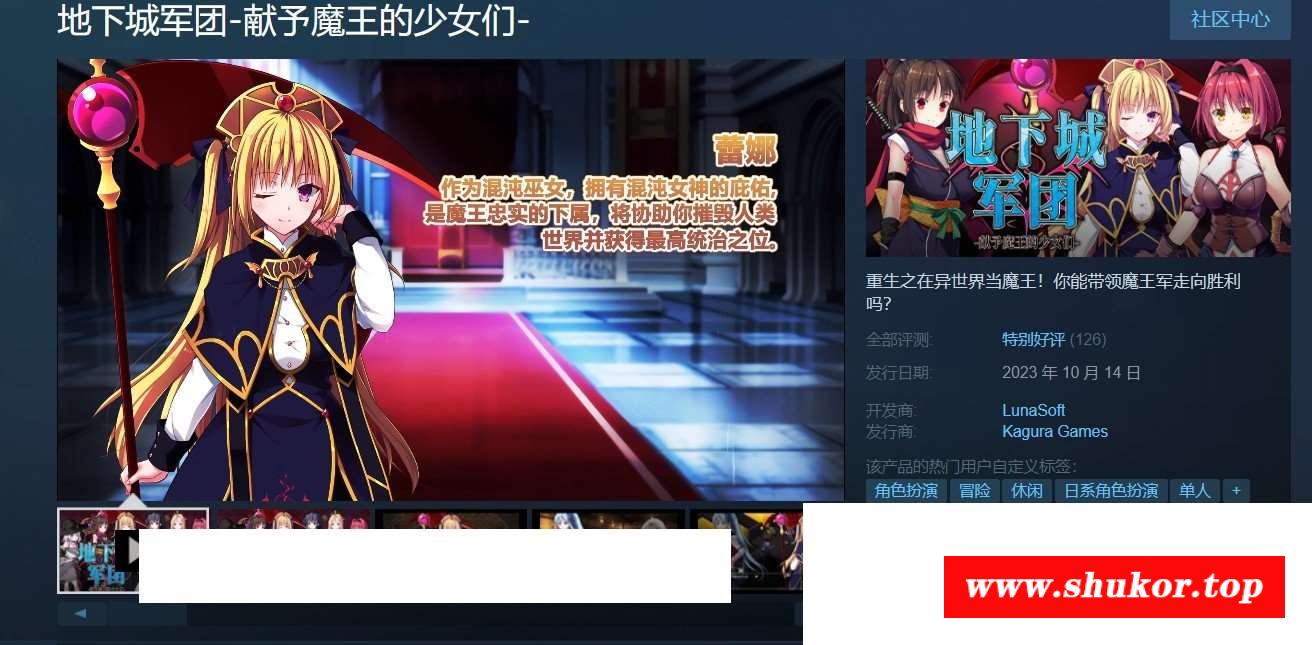 地下城军团-献予魔王的少女们-
社区中心
蕾娜
作为混沌巫女，拥有混沌女神的庇佑，
是魔王忠实的下属，将协助你摧毁人类
世界并获得最高统治之位。
地下城
军团
-献予魔王的少女们-
重生之在异世界当魔王！你能带领魔王军走向胜利
吗？
全部评测:
特别好评 (126)
发行日期:
2023 年 10 月 14 日
开发商:
LunaSoft
发行商:
Kagura Games
该产品的热门用户自定义标签：
角色扮演 冒险 休闲 日系角色扮演 单人 +
地下
军团
www.shukor.top